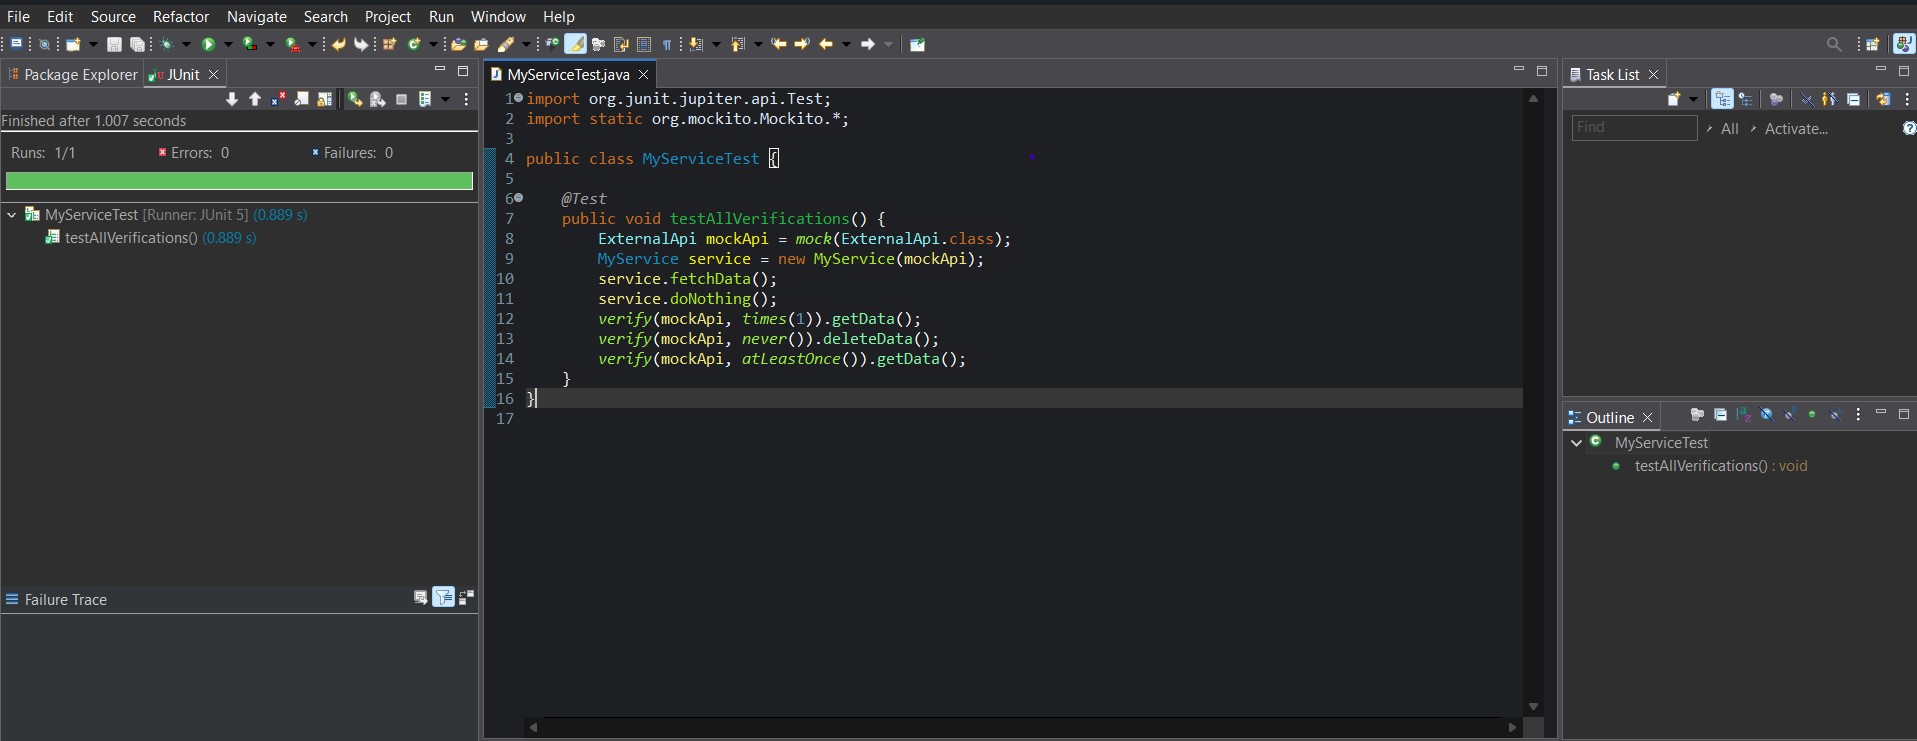 File Edit Source Refactor Navigate Search Project Run Window Help
Package Explorer JUnit
Finished after 1.007 seconds
Runs: 1/1 Errors: 0 Failures: 0
MyServiceTest [Runner: JUnit 5] (0.889 s)
testAllVerifications() (0.889 s)
Failure Trace
MyServiceTest.java
1 import org.junit.jupiter.api.Test;
2 import static org.mockito.Mockito.*;
3
4 public class MyServiceTest {
5
6     @Test
7     public void testAllVerifications() {
8         ExternalApi mockApi = mock(ExternalApi.class);
9         MyService service = new MyService(mockApi);
10         service.fetchData();
11         service.doNothing();
12         verify(mockApi, times(1)).getData();
13         verify(mockApi, never()).deleteData();
14         verify(mockApi, atLeastOnce()).getData();
15     }
16 }
17
Task List
Find All Activate...
Outline
MyServiceTest
testAllVerifications() : void